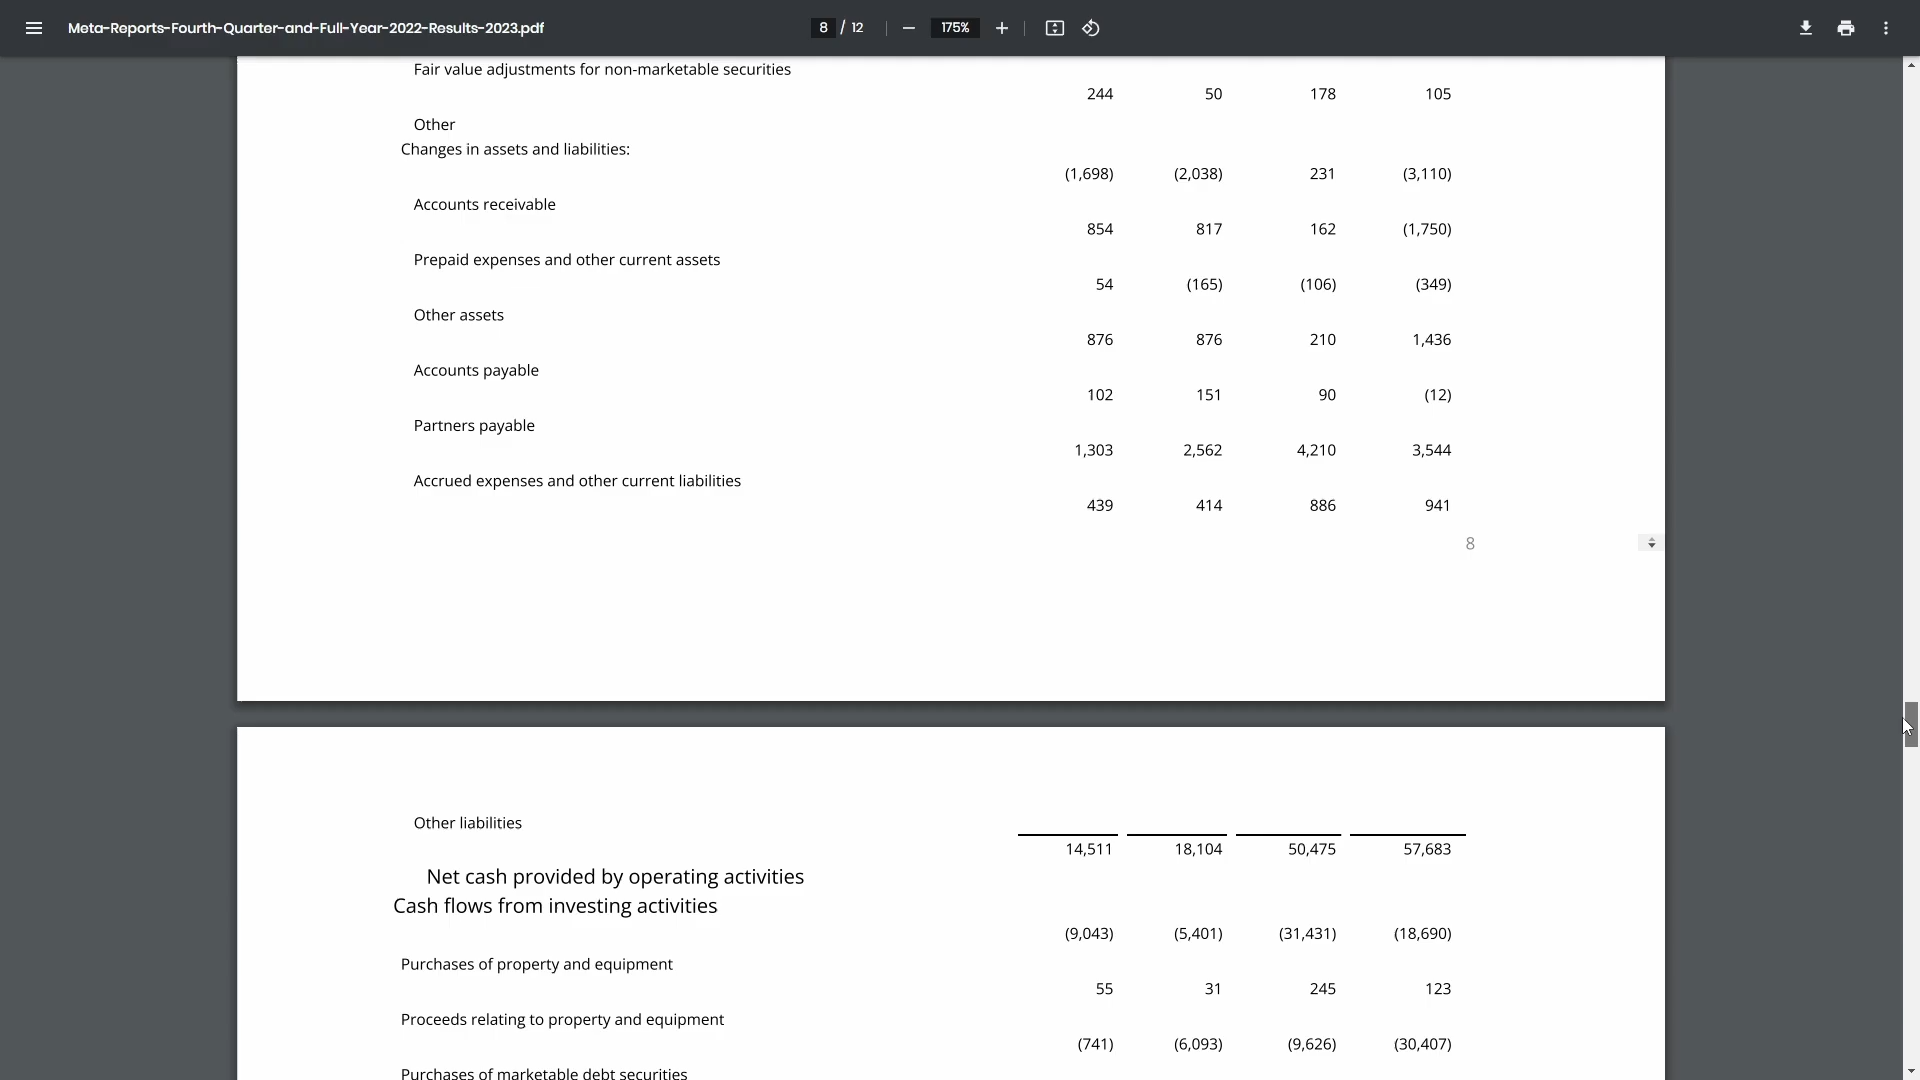 Meta-Reports-Fourth-Quarter-and-Full-Year-2022-Results-2023.pdf 8 / 12 175%
Fair value adjustments for non-marketable securities
244 50 178 105
Other
Changes in assets and liabilities:
(1,698) (2,038) 231 (3,110)
Accounts receivable
854 817 162 (1,750)
Prepaid expenses and other current assets
54 (165) (106) (349)
Other assets
876 876 210 1,436
Accounts payable
102 151 90 (12)
Partners payable
1,303 2,562 4,210 3,544
Accrued expenses and other current liabilities
439 414 886 941
8
Other liabilities
14,511 18,104 50,475 57,683
Net cash provided by operating activities
Cash flows from investing activities
(9,043) (5,401) (31,431) (18,690)
Purchases of property and equipment
55 31 245 123
Proceeds relating to property and equipment
(741) (6,093) (9,626) (30,407)
Purchases of marketable debt securities